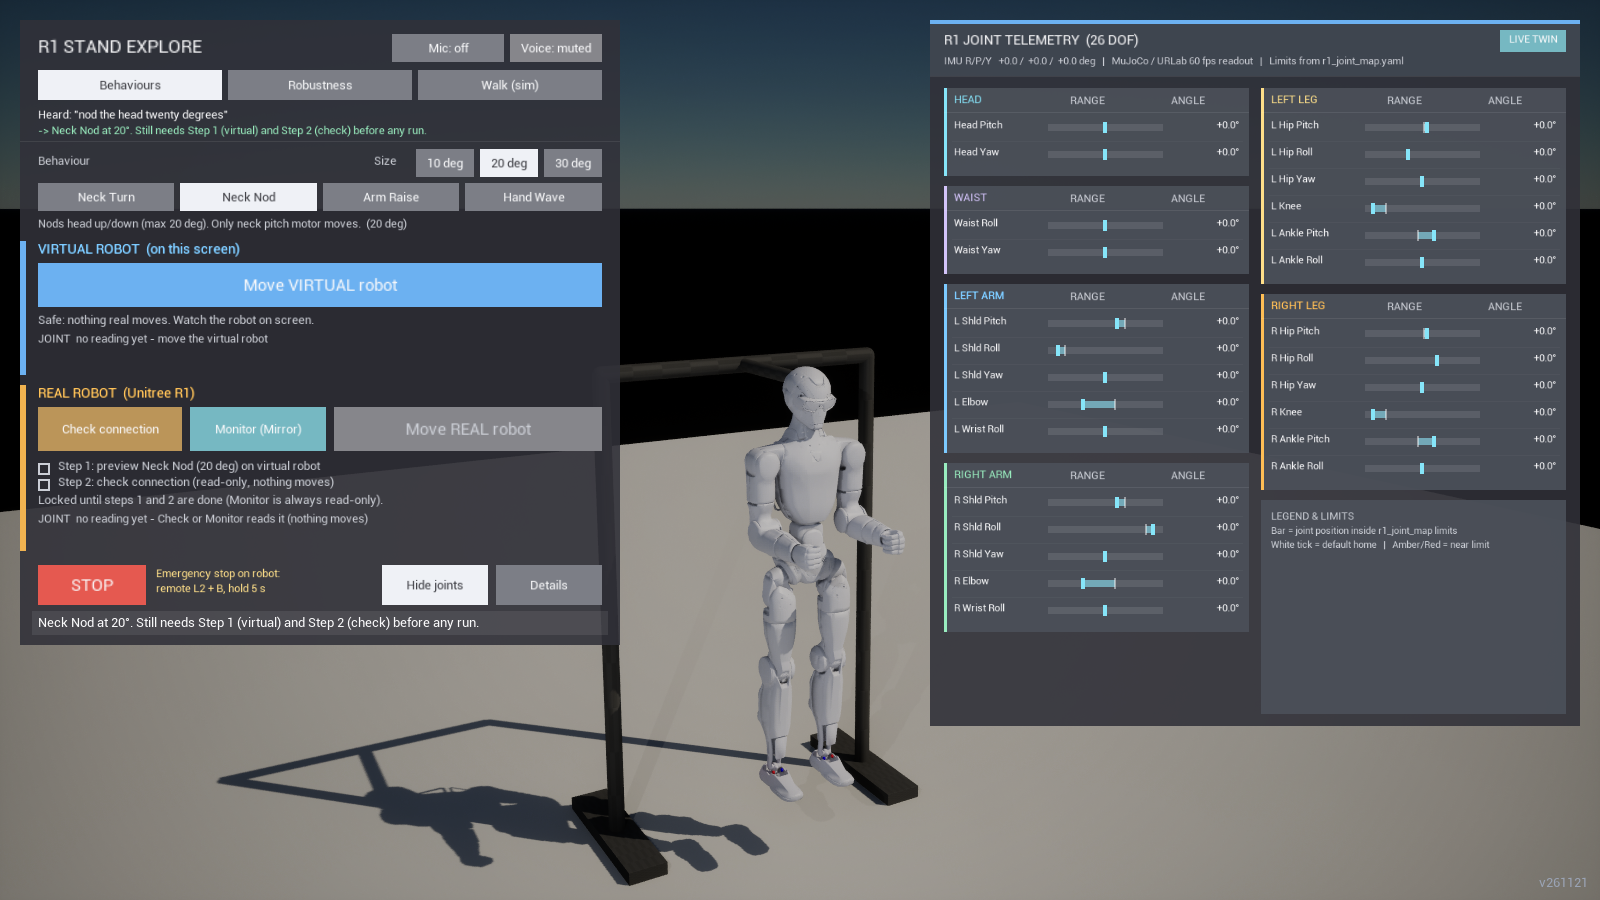 R1 STAND EXPLORE
Mic: off
Voice: muted
Behaviours
Robustness
Walk (sim)
Heard: "nod the head twenty degrees"
-> Neck Nod at 20°. Still needs Step 1 (virtual) and Step 2 (check) before any run.
Behaviour
Size
10 deg
20 deg
30 deg
Neck Turn
Neck Nod
Arm Raise
Hand Wave
Nods head up/down (max 20 deg). Only neck pitch motor moves. (20 deg)
VIRTUAL ROBOT (on this screen)
Move VIRTUAL robot
Safe: nothing real moves. Watch the robot on screen.
JOINT no reading yet - move the virtual robot
REAL ROBOT (Unitree R1)
Check connection
Monitor (Mirror)
Move REAL robot
Step 1: preview Neck Nod (20 deg) on virtual robot
Step 2: check connection (read-only, nothing moves)
Locked until steps 1 and 2 are done (Monitor is always read-only).
JOINT no reading yet - Check or Monitor reads it (nothing moves)
STOP
Emergency stop on robot:
remote L2 + B, hold 5 s
Hide joints
Details
Neck Nod at 20°. Still needs Step 1 (virtual) and Step 2 (check) before any run.
R1 JOINT TELEMETRY (26 DOF)
LIVE TWIN
IMU R/P/Y +0.0 / +0.0 / +0.0 deg | MuJoCo / URLab 60 fps readout | Limits from r1_joint_map.yaml
HEAD RANGE ANGLE
Head Pitch +0.0°
Head Yaw +0.0°
WAIST RANGE ANGLE
Waist Roll +0.0°
Waist Yaw +0.0°
LEFT ARM RANGE ANGLE
L Shld Pitch +0.0°
L Shld Roll +0.0°
L Shld Yaw +0.0°
L Elbow +0.0°
L Wrist Roll +0.0°
RIGHT ARM RANGE ANGLE
R Shld Pitch +0.0°
R Shld Roll +0.0°
R Shld Yaw +0.0°
R Elbow +0.0°
R Wrist Roll +0.0°
LEFT LEG RANGE ANGLE
L Hip Pitch +0.0°
L Hip Roll +0.0°
L Hip Yaw +0.0°
L Knee +0.0°
L Ankle Pitch +0.0°
L Ankle Roll +0.0°
RIGHT LEG RANGE ANGLE
R Hip Pitch +0.0°
R Hip Roll +0.0°
R Hip Yaw +0.0°
R Knee +0.0°
R Ankle Pitch +0.0°
R Ankle Roll +0.0°
LEGEND & LIMITS
Bar = joint position inside r1_joint_map limits
White tick = default home | Amber/Red = near limit
v261121